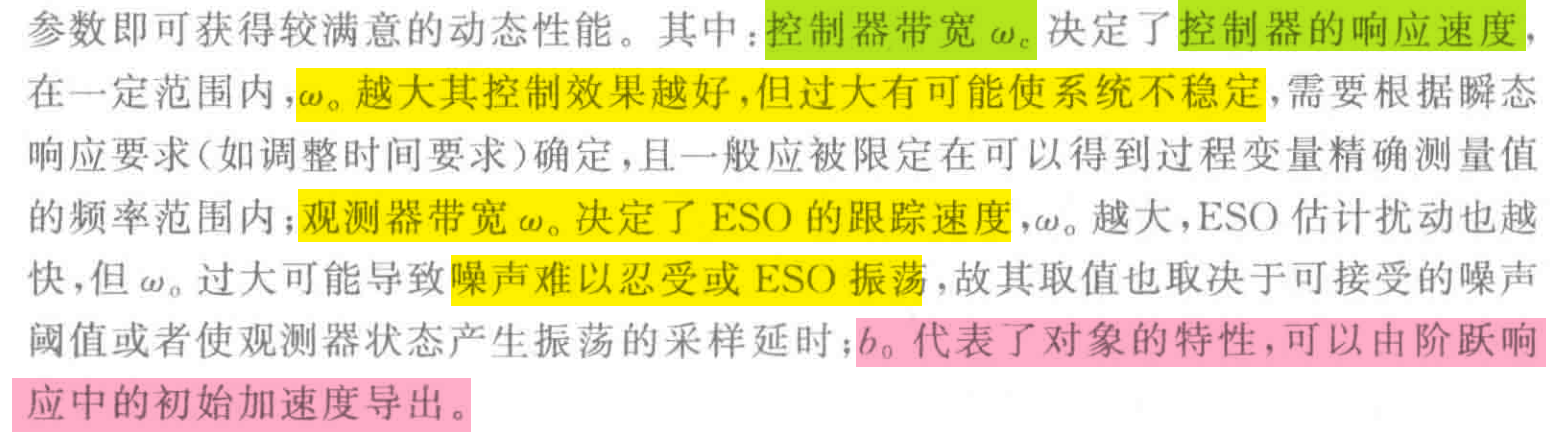 参数即可获得较满意的动态性能。其中:控制器带宽 ωc 决定了控制器的响应速度,
在一定范围内,ωo 越大其控制效果越好,但过大有可能使系统不稳定,需要根据瞬态
响应要求(如调整时间要求)确定,且一般应被限定在可以得到过程变量精确测量值
的频率范围内;观测器带宽 ωo 决定了 ESO 的跟踪速度,ωo 越大,ESO 估计扰动也越
快,但 ωo 过大可能导致噪声难以忍受或 ESO 振荡,故其取值也取决于可接受的噪声
阈值或者使观测器状态产生振荡的采样延时;b0 代表了对象的特性,可以由阶跃响
应中的初始加速度导出。